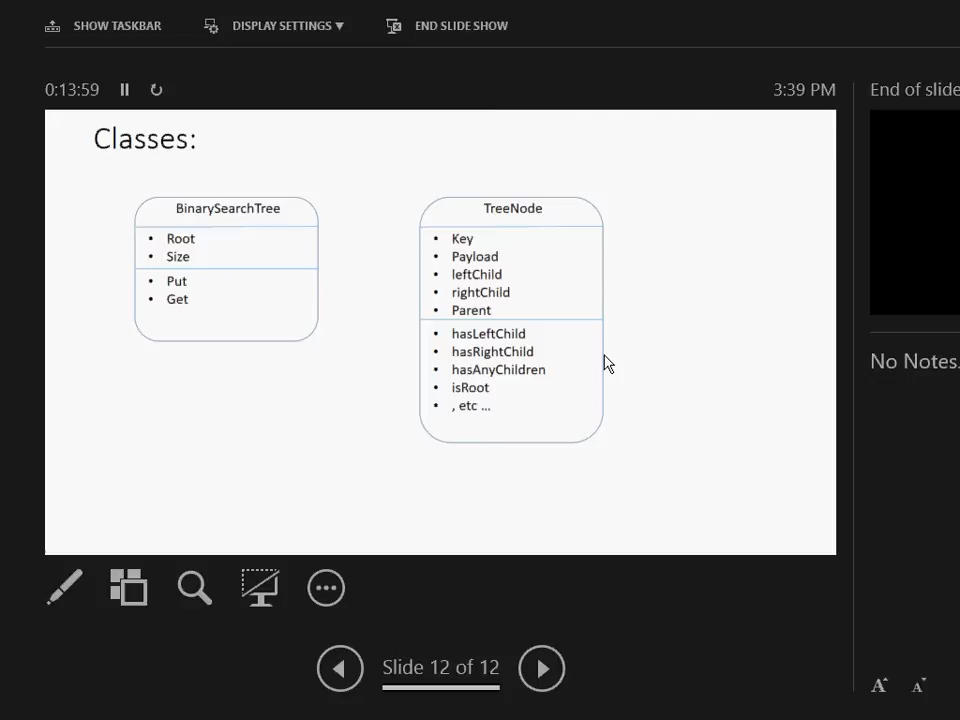 SHOW TASKBAR
DISPLAY SETTINGS ▼
END SLIDE SHOW
0:13:59
3:39 PM
End of slide
Classes:
BinarySearchTree
• Root
• Size
• Put
• Get
TreeNode
• Key
• Payload
• leftChild
• rightChild
• Parent
• hasLeftChild
• hasRightChild
• hasAnyChildren
• isRoot
• , etc ...
No Notes.
Slide 12 of 12
A A